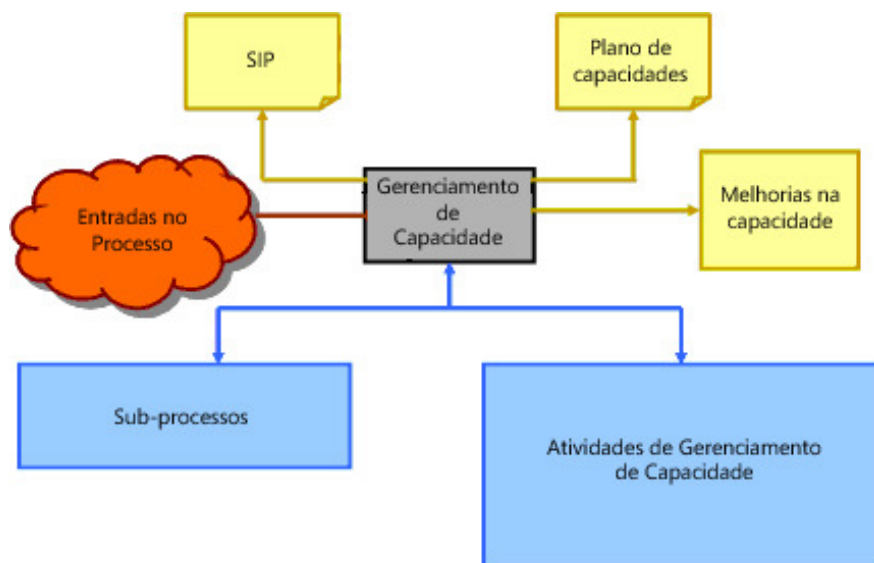 SIP
Plano de
capacidades
Gerenciamento
de
Capacidade
Melhorias na
capacidade
Entradas no
Processo
Sub-processos
Atividades de Gerenciamento
de Capacidade